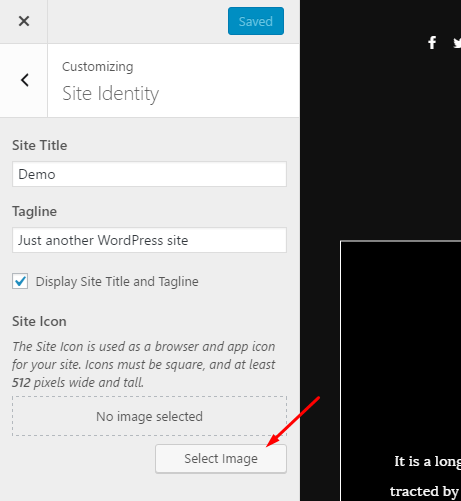 Saved
Customizing
Site Identity
Site Title
Demo
Tagline
Just another WordPress site
Display Site Title and Tagline
Site Icon
The Site Icon is used as a browser and app icon
for your site. Icons must be square, and at least
512 pixels wide and tall.
No image selected
Select Image
It is a long
tracted by